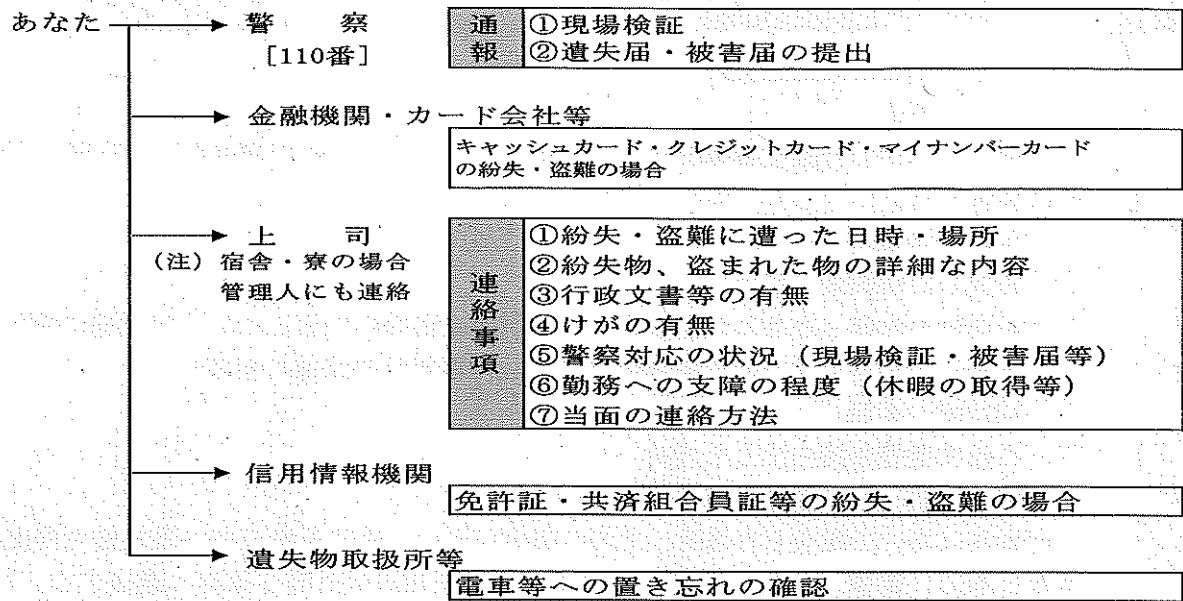 あなた
警　察
[110番]
通報
①現場検証
②遺失届・被害届の提出
金融機関・カード会社等
キャッシュカード・クレジットカード・マイナンバーカード
の紛失・盗難の場合
上　司
（注）宿舎・寮の場合
管理人にも連絡
連絡事項
①紛失・盗難に遭った日時・場所
②紛失物、盗まれた物の詳細な内容
③行政文書等の有無
④けがの有無
⑤警察対応の状況（現場検証・被害届等）
⑥勤務への支障の程度（休暇の取得等）
⑦当面の連絡方法
信用情報機関
免許証・共済組合員証等の紛失・盗難の場合
遺失物取扱所等
電車等への置き忘れの確認